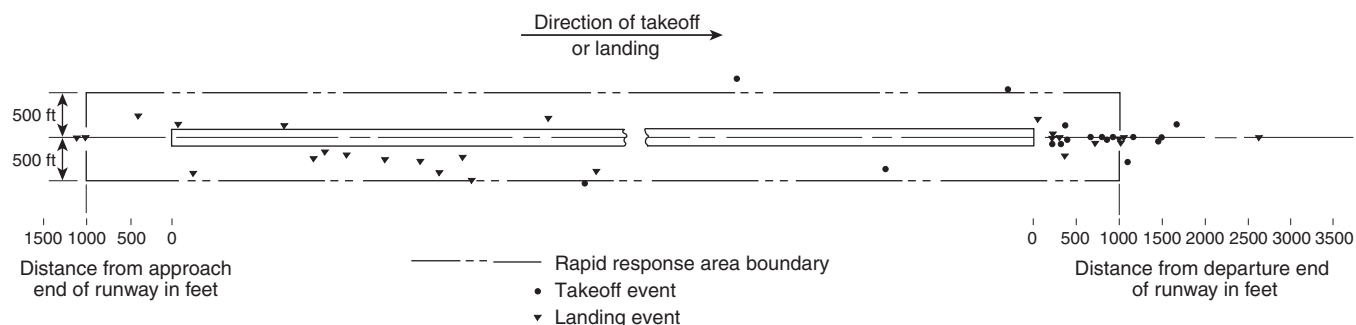 Direction of takeoff
or landing
500 ft
500 ft
1500 1000 500 0
0 500 1000 1500 2000 2500 3000 3500
Distance from approach
end of runway in feet
Distance from departure end
of runway in feet
Rapid response area boundary
Takeoff event
Landing event